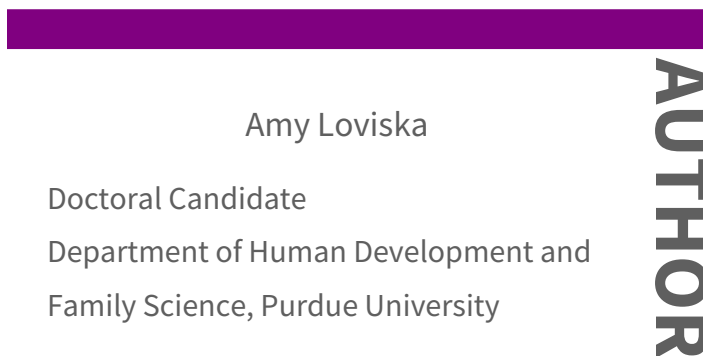 Amy Loviska
Doctoral Candidate
Department of Human Development and
Family Science, Purdue University
AUTHOR